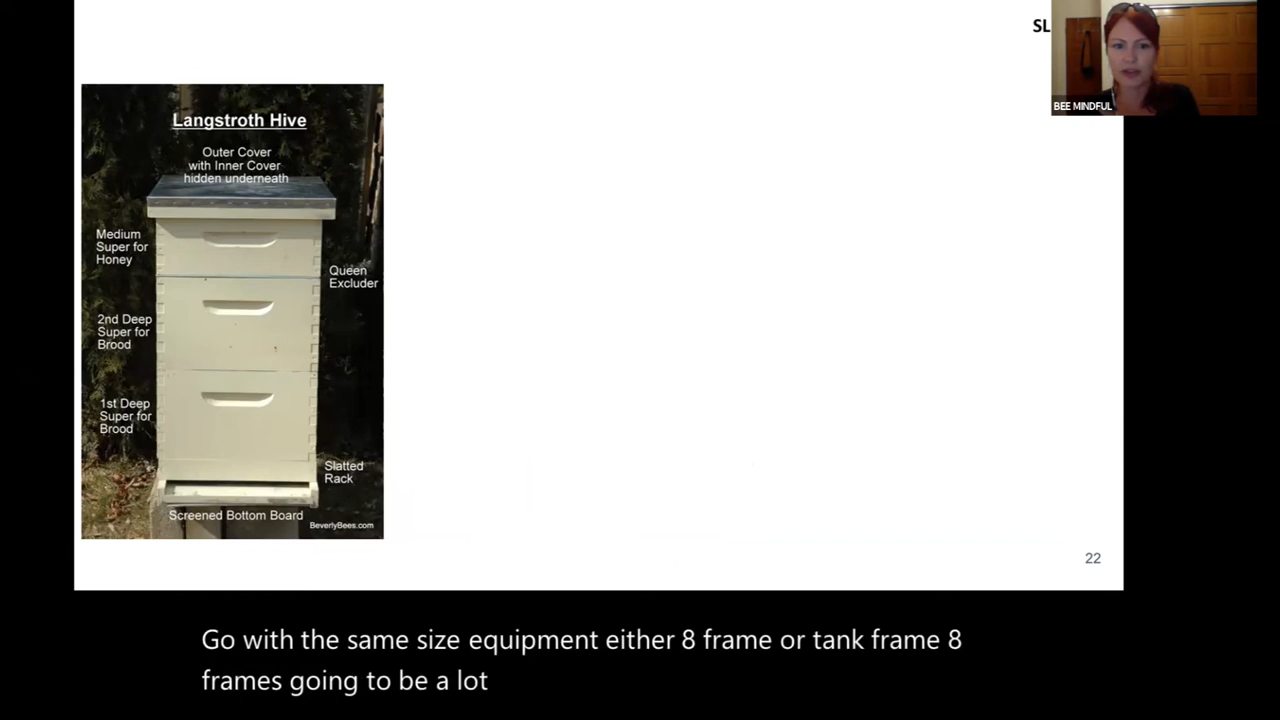 SL
BEE MINDFUL
Langstroth Hive
Outer Cover
with Inner Cover
hidden underneath
Medium
Super for
Honey
Queen
Excluder
2nd Deep
Super for
Brood
1st Deep
Super for
Brood
Slatted
Rack
Screened Bottom Board
BeverlyBees.com
22
Go with the same size equipment either 8 frame or tank frame 8
frames going to be a lot